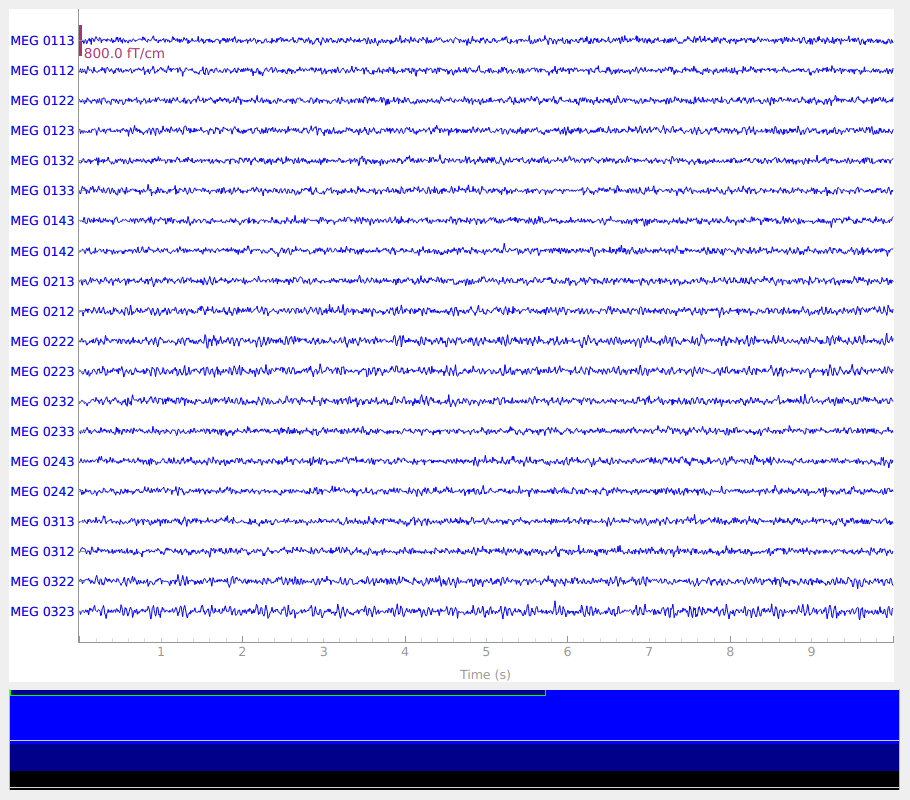 MEG 0113
800.0 fT/cm
MEG 0112
MEG 0122
MEG 0123
MEG 0132
MEG 0133
MEG 0143
MEG 0142
MEG 0213
MEG 0212
MEG 0222
MEG 0223
MEG 0232
MEG 0233
MEG 0243
MEG 0242
MEG 0313
MEG 0312
MEG 0322
MEG 0323
1 2 3 4 5 6 7 8 9
Time (s)